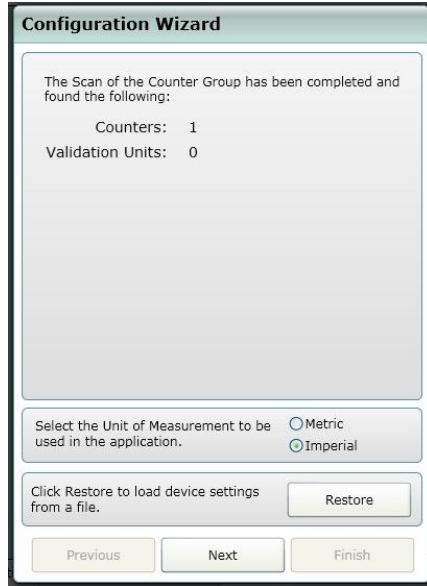 Configuration Wizard
The Scan of the Counter Group has been completed and
found the following:
Counters: 1
Validation Units: 0
Select the Unit of Measurement to be
used in the application.
Metric
Imperial
Click Restore to load device settings
from a file.
Restore
Previous
Next
Finish